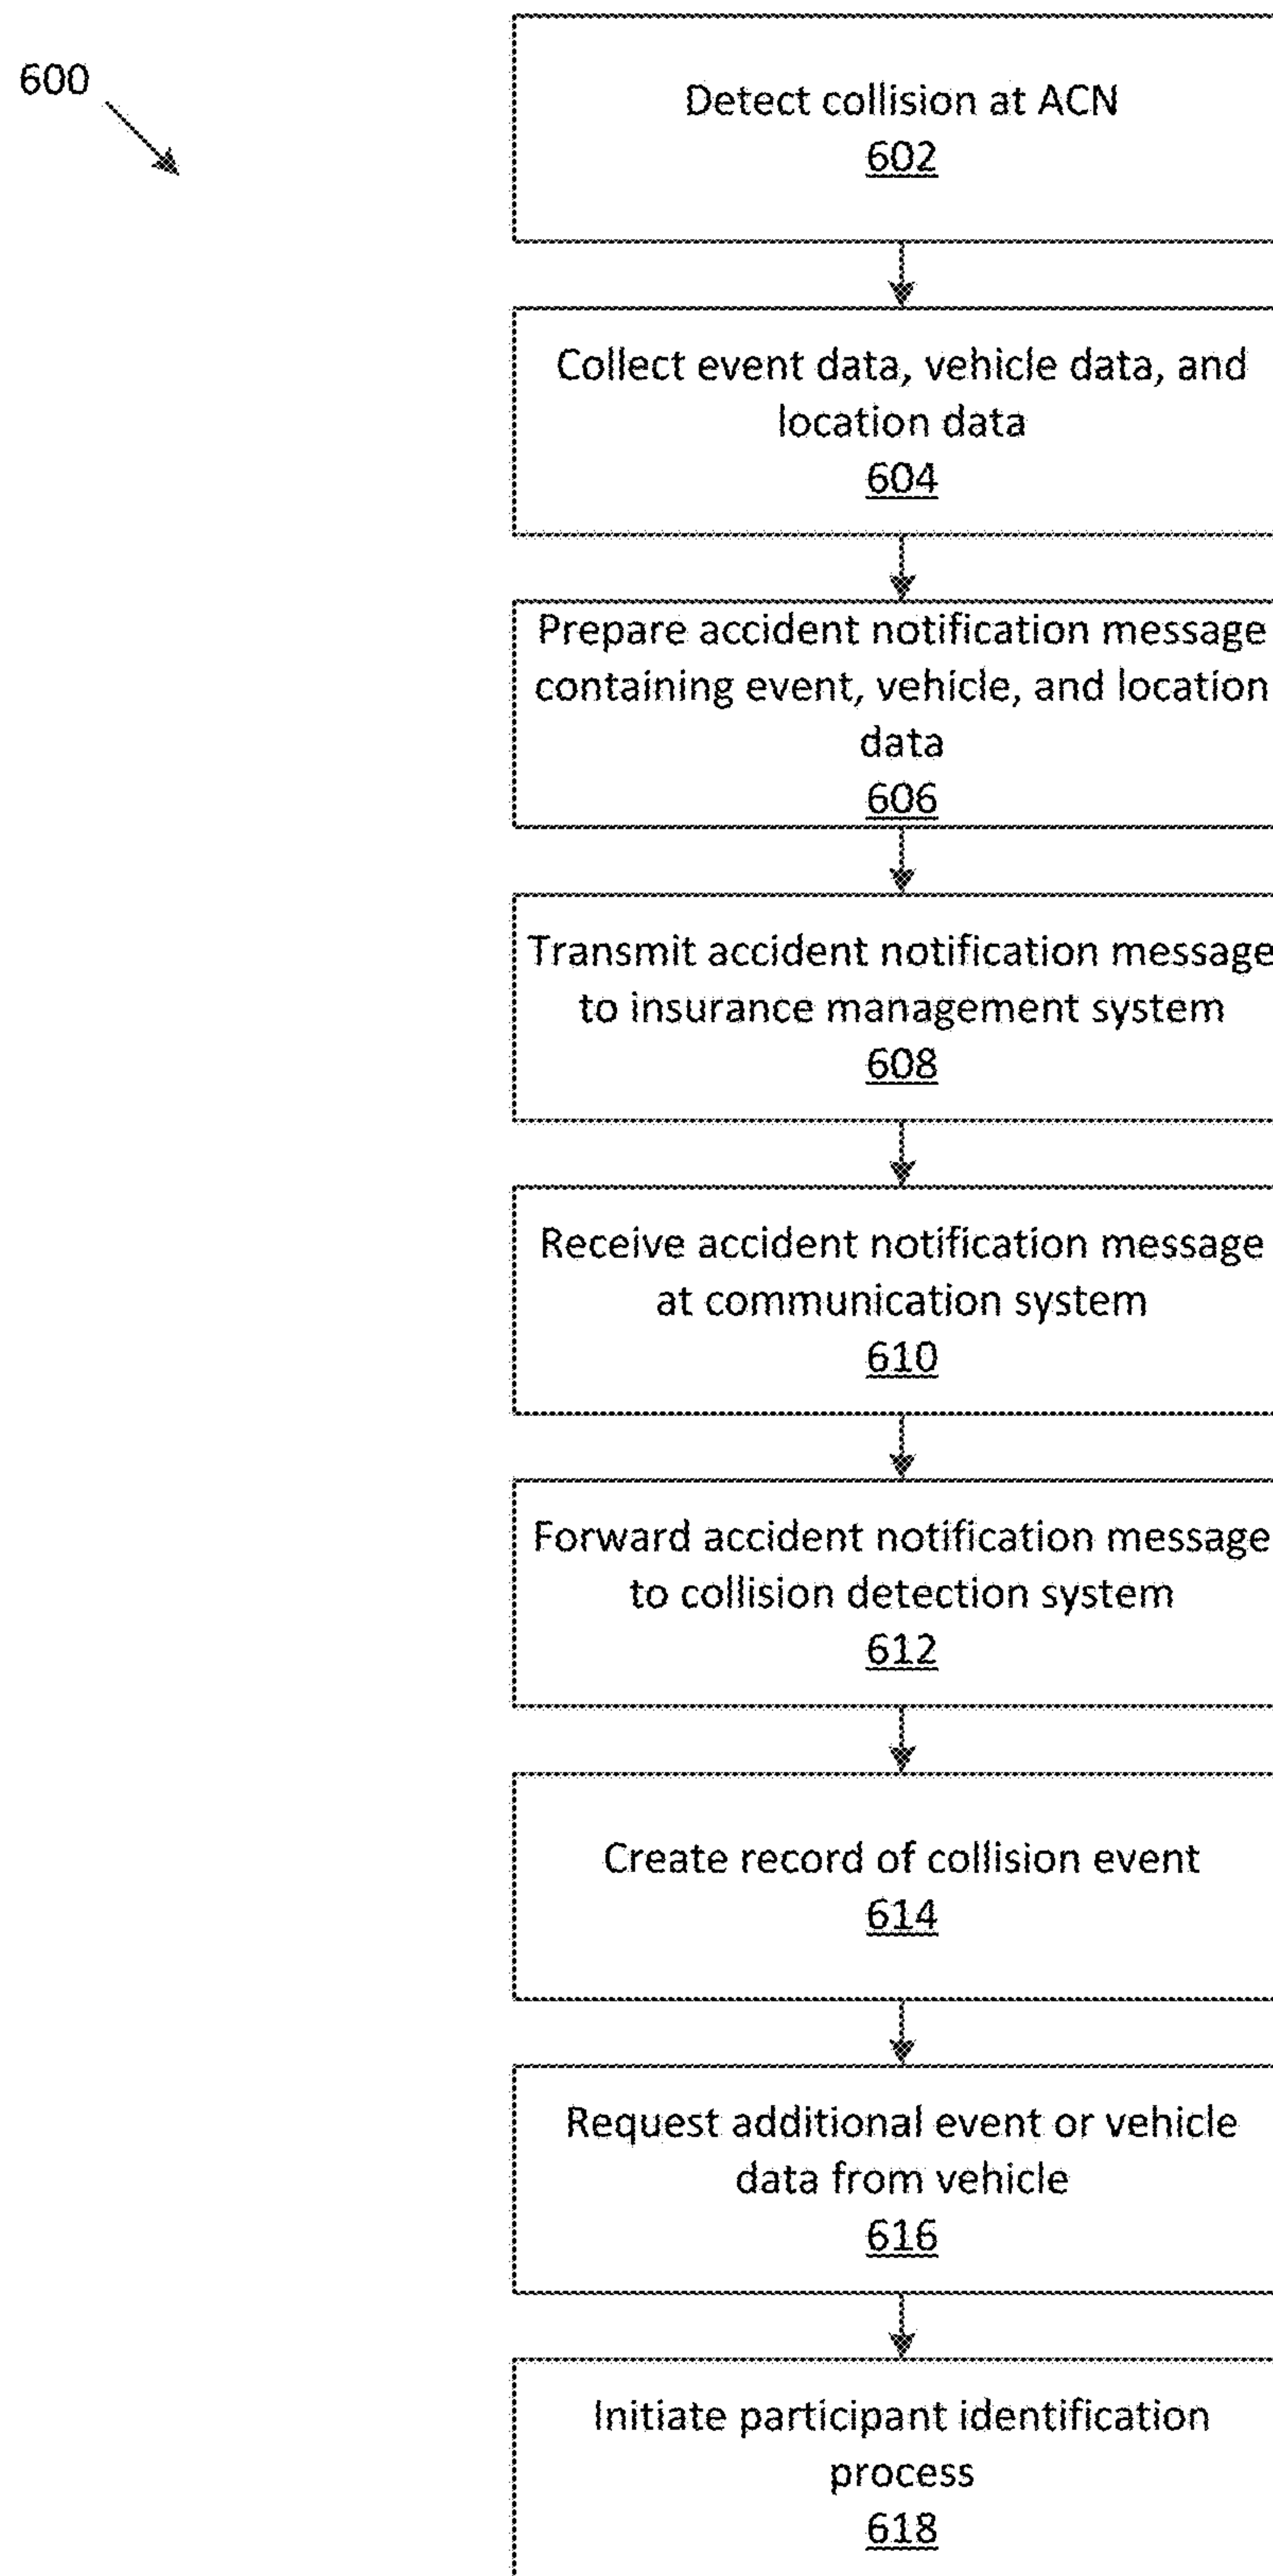 600
Detect collision at ACN
602
Collect event data, vehicle data, and
location data
604
Prepare accident notification message
containing event, vehicle, and location
data
606
Transmit accident notification message
to insurance management system
608
Receive accident notification message
at communication system
610
Forward accident notification message
to collision detection system
612
Create record of collision event
614
Request additional event or vehicle
data from vehicle
616
Initiate participant identification
process
618